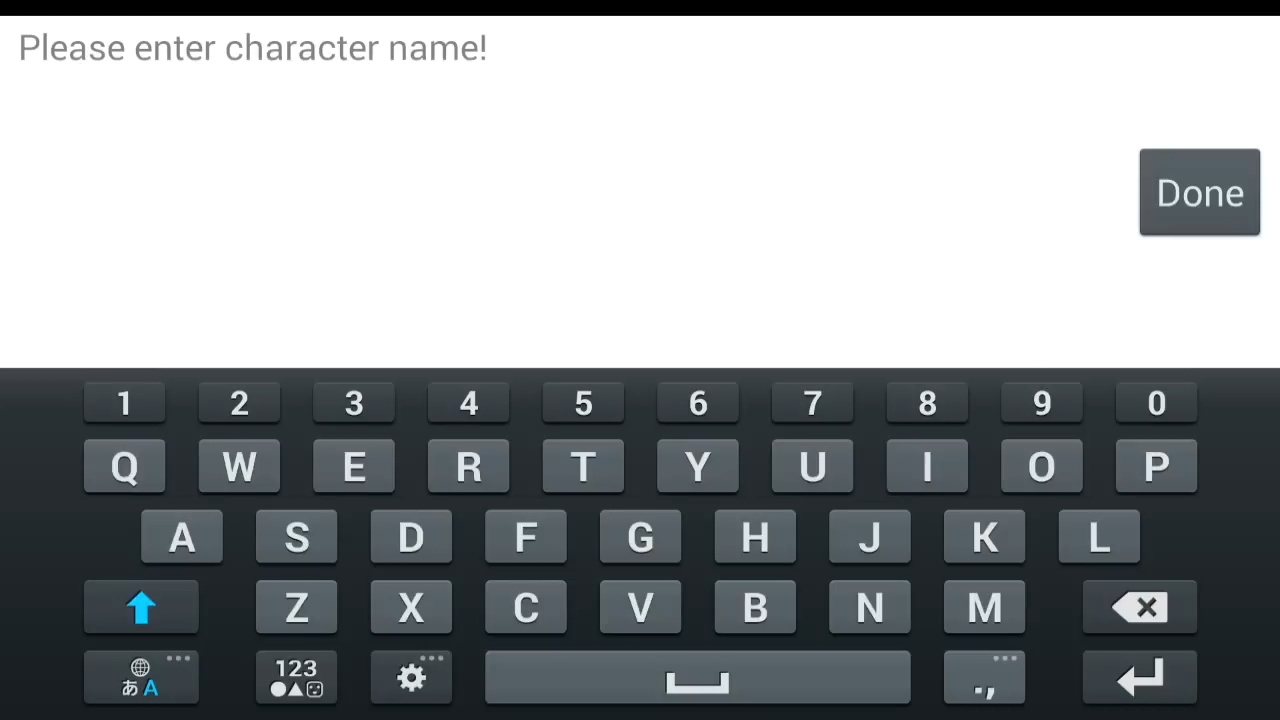 Please enter character name!
Done
1 2 3 4 5 6 7 8 9 0
Q W E R T Y U I O P
A S D F G H J K L
Z X C V B N M
あA 123 .,